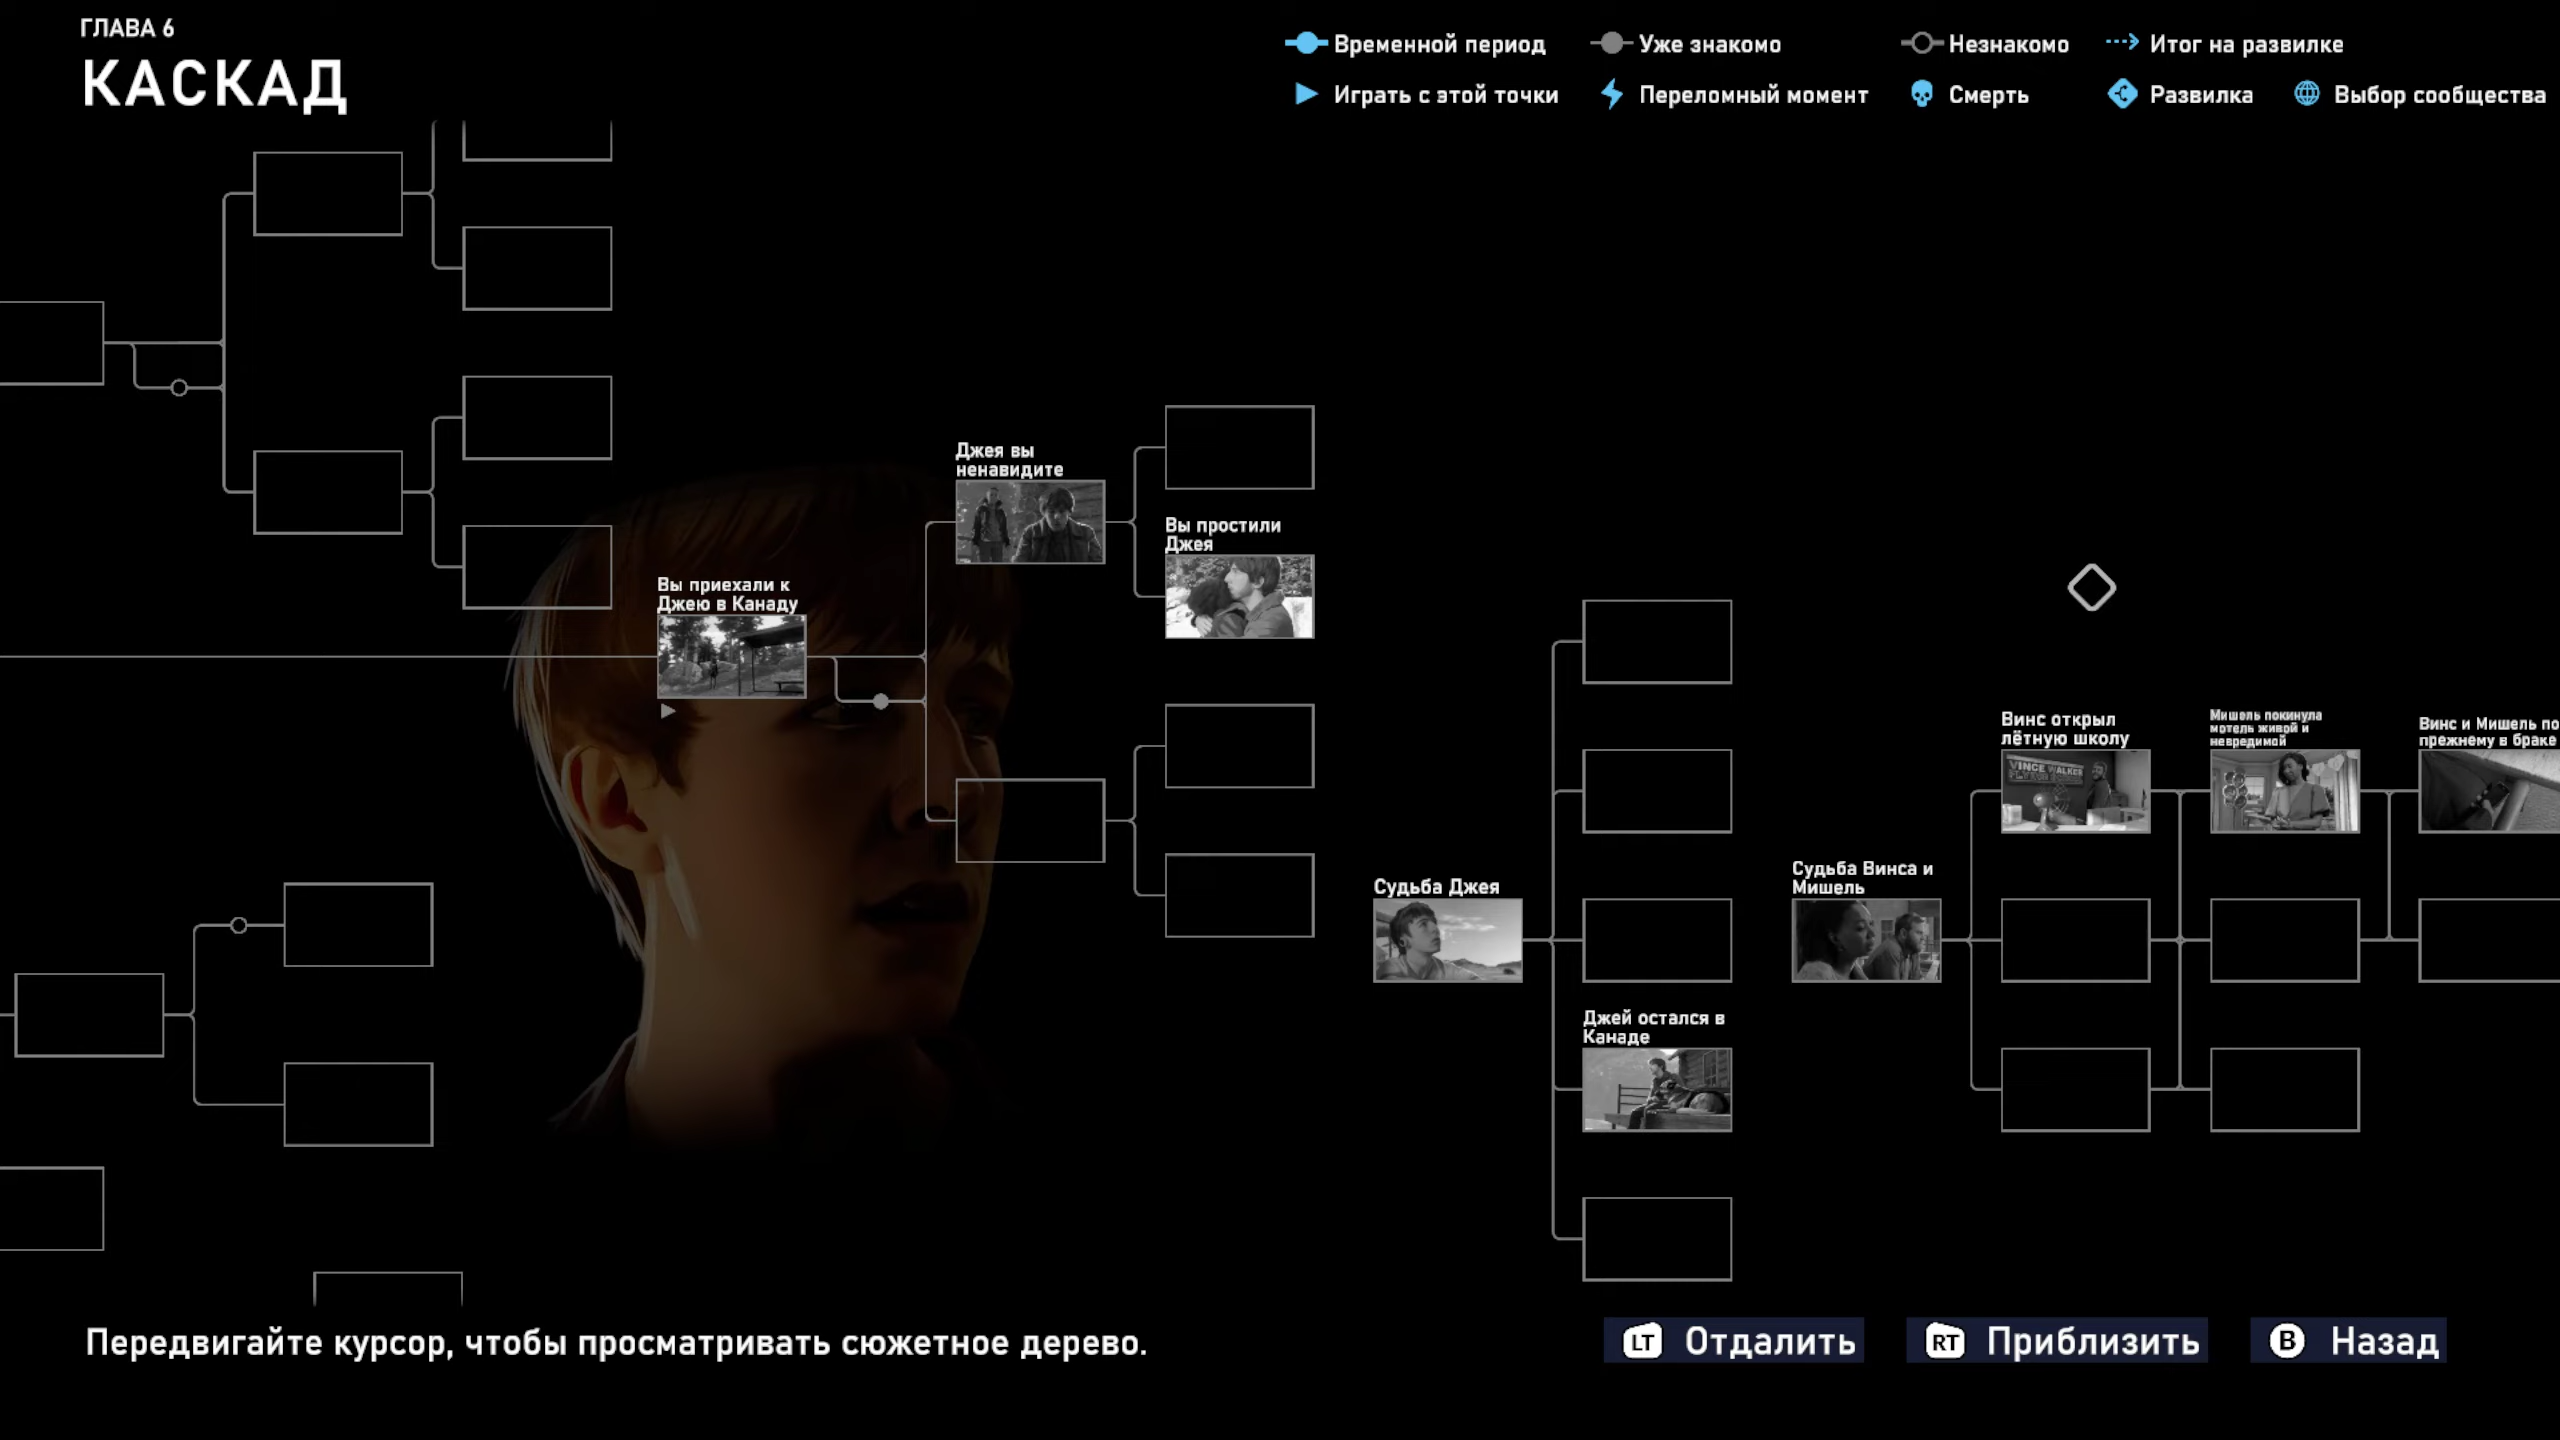 ГЛАВА 6
КАСКАД
Временной период
Уже знакомо
Незнакомо
Итог на развилке
Играть с этой точки
Переломный момент
Смерть
Развилка
Выбор сообщества
Джея вы
ненавидите
Вы простили
Джея
Вы приехали к
Джею в Канаду
Винс открыл
лётную школу
VINCE WALKER
Мишель покинула
мотель живой и
невредимой
Винс и Мишель по
прежнему в браке
Судьба Джея
Судьба Винса и
Мишель
Джей остался в
Канаде
Передвигайте курсор, чтобы просматривать сюжетное дерево.
LT Отдалить
RT Приблизить
B Назад